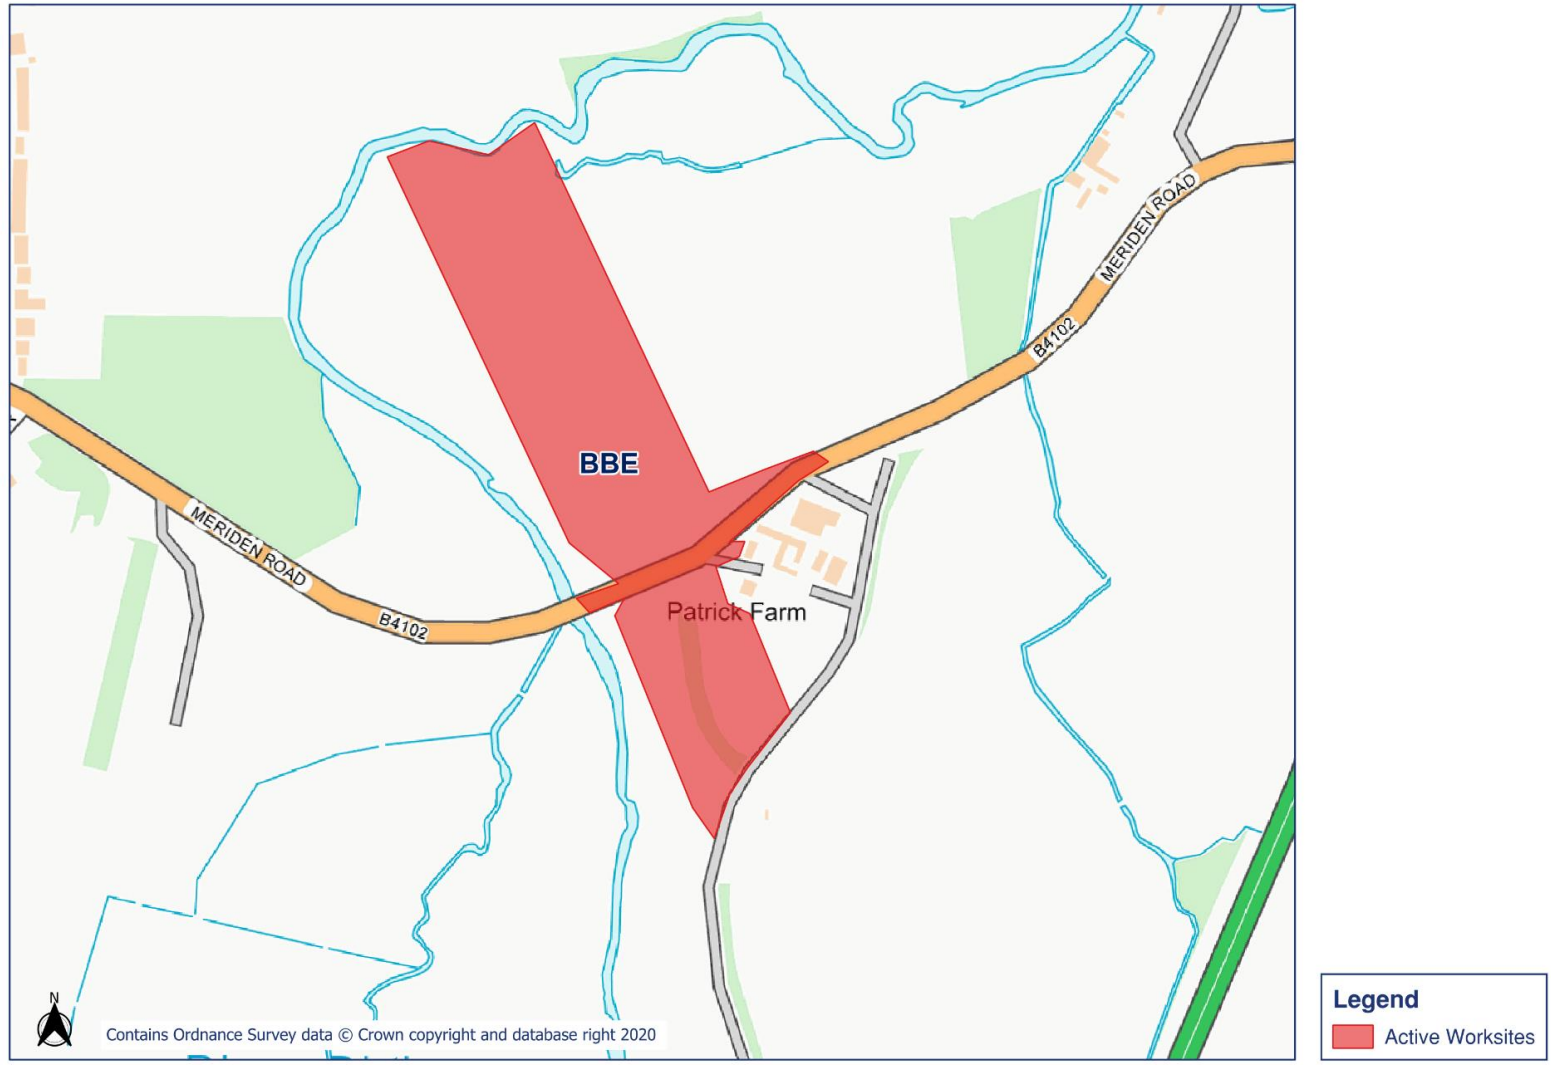 MERIDEN ROAD
B4102
BBE
MERIDEN ROAD
B4102
Patrick Farm
N
Contains Ordnance Survey data © Crown copyright and database right 2020
Legend
Active Worksites